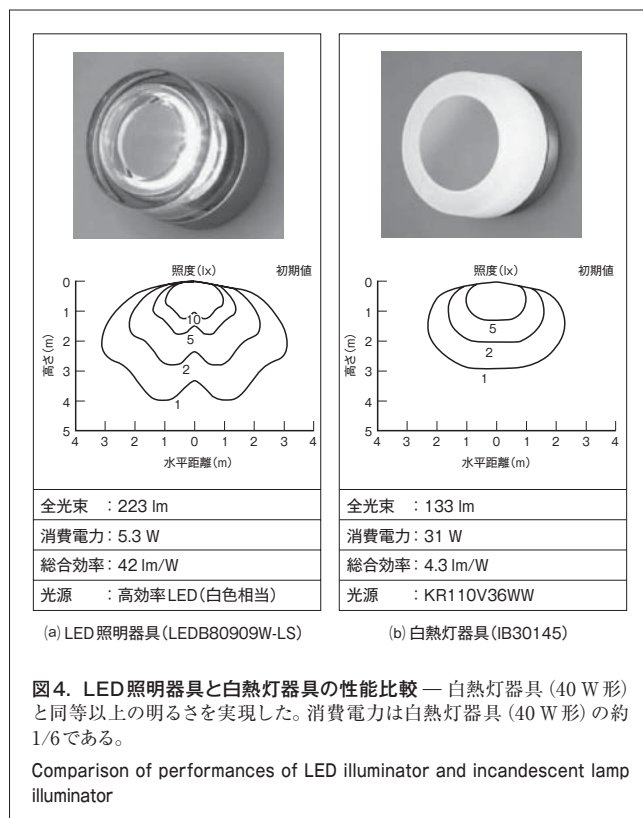 照度(lx) 初期値
0
1
2
3
4
5
高さ(m)
10
5
2
1
4 3 2 1 0 1 2 3 4
水平距離(m)
全光束 :223 lm
消費電力:5.3 W
総合効率:42 lm/W
光源 :高効率LED(白色相当)
(a) LED照明器具(LEDB80909W-LS)
照度(lx) 初期値
0
1
2
3
4
5
高さ(m)
5
2
1
4 3 2 1 0 1 2 3 4
水平距離(m)
全光束 :133 lm
消費電力:31 W
総合効率:4.3 lm/W
光源 :KR110V36WW
(b) 白熱灯器具(IB30145)
図4. LED照明器具と白熱灯器具の性能比較 — 白熱灯器具(40 W形)
と同等以上の明るさを実現した。消費電力は白熱灯器具(40 W形)の約
1/6である。
Comparison of performances of LED illuminator and incandescent lamp
illuminator